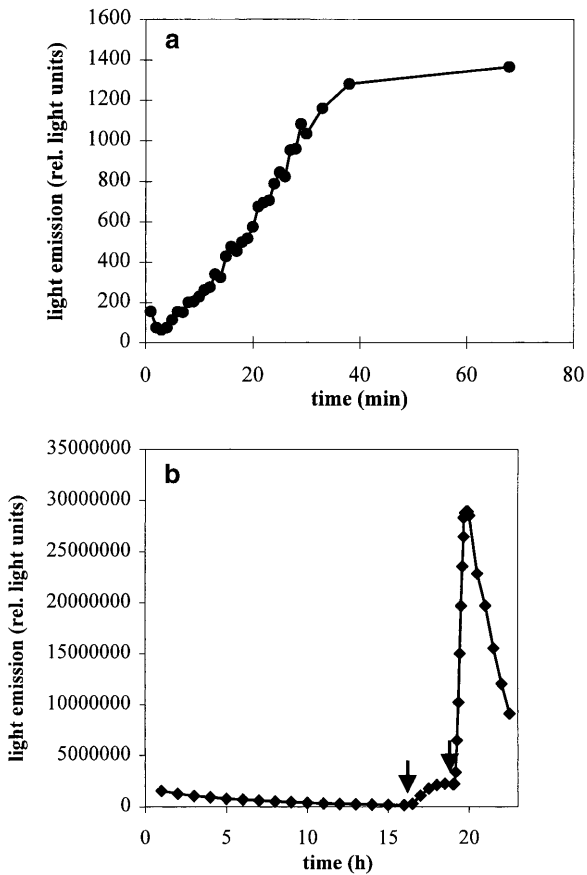 a
light emission (rel. light units)
1600
1400
1200
1000
800
600
400
200
0
0 20 40 60 80
time (min)
b
light emission (rel. light units)
35000000
30000000
25000000
20000000
15000000
10000000
5000000
0
0 5 10 15 20
time (h)